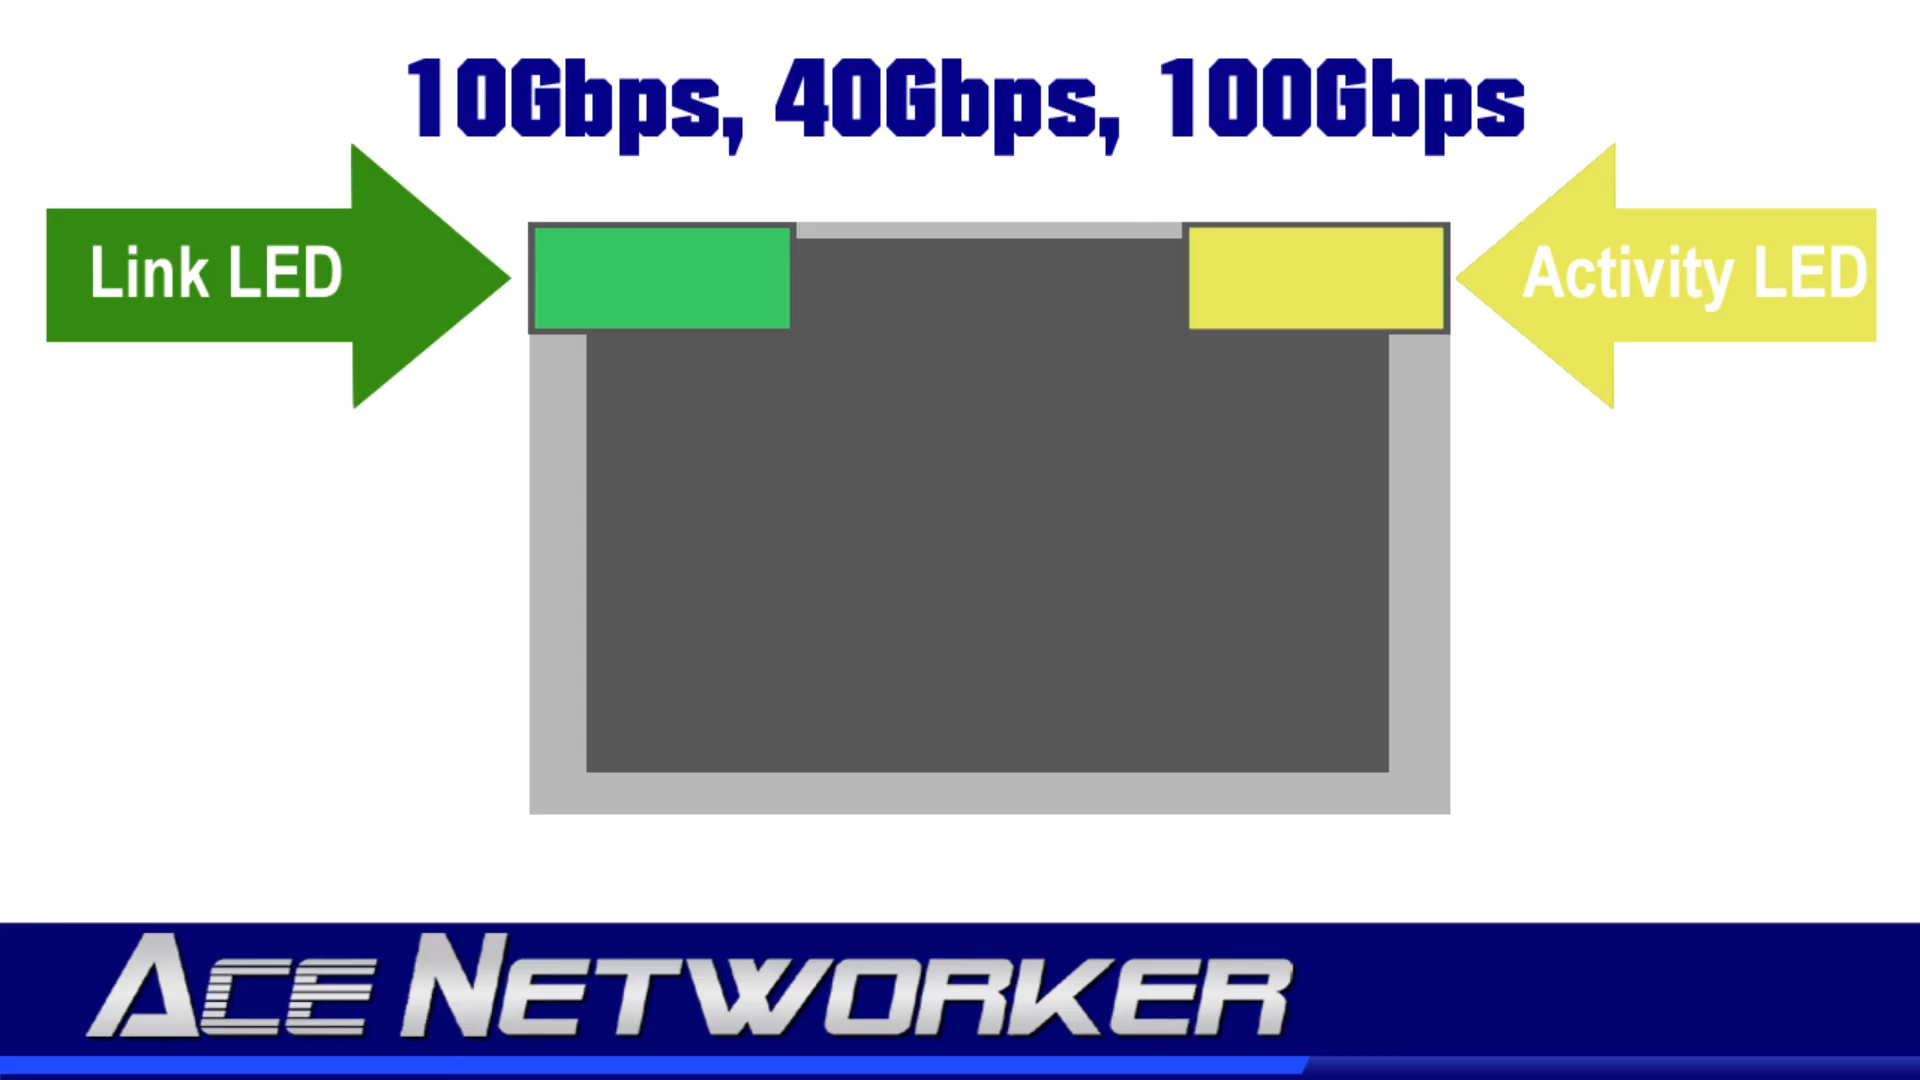 10Gbps, 40Gbps, 100Gbps
Link LED
Activity LED
ACE NETWORKER